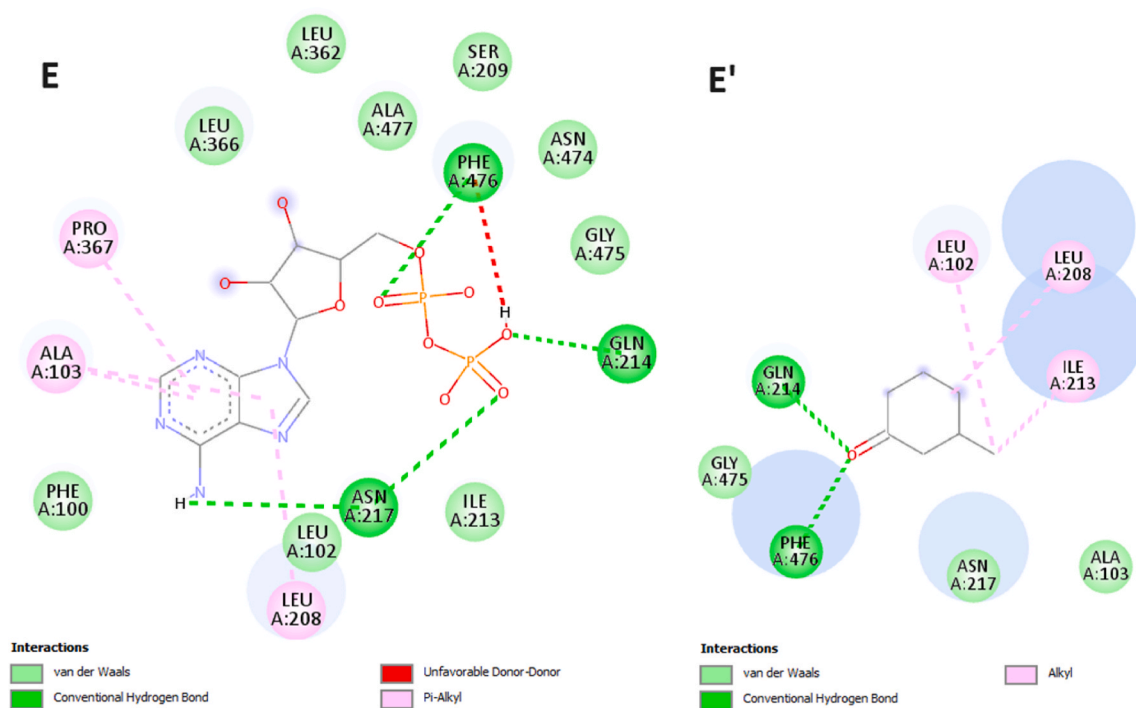 E
LEU
A:362
SER
A:209
LEU
A:366
ALA
A:477
ASN
A:474
PHE
A:476
PRO
A:367
GLY
A:475
O
O
O
O
O
P
O
H
N
N
O
O
GLN
A:214
ALA
A:103
P
N
N
O
O
PHE
A:100
H
N
ASN
A:217
ILE
A:213
LEU
A:102
LEU
A:208
Interactions
van der Waals
Conventional Hydrogen Bond
Unfavorable Donor-Donor
Pi-Alkyl
E'
LEU
A:102
LEU
A:208
GLN
A:214
ILE
A:213
O
GLY
A:475
PHE
A:476
ASN
A:217
ALA
A:103
Interactions
van der Waals
Conventional Hydrogen Bond
Alkyl